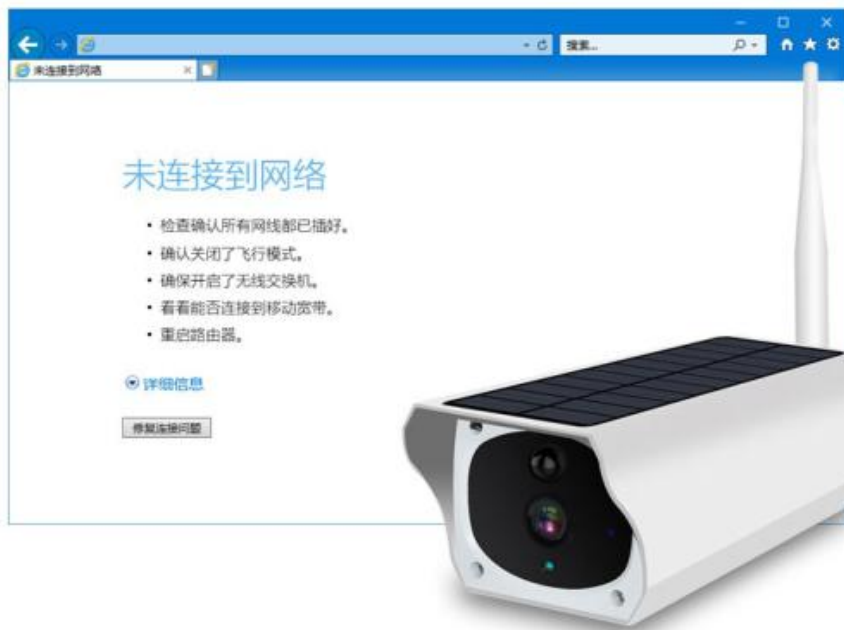 搜索...
未连接到网络
未连接到网络
• 检查确认所有网线都已插好。
• 确认关闭了飞行模式。
• 确保开启了无线交换机。
• 看看能否连接到移动宽带。
• 重启路由器。
详细信息
修复连接问题